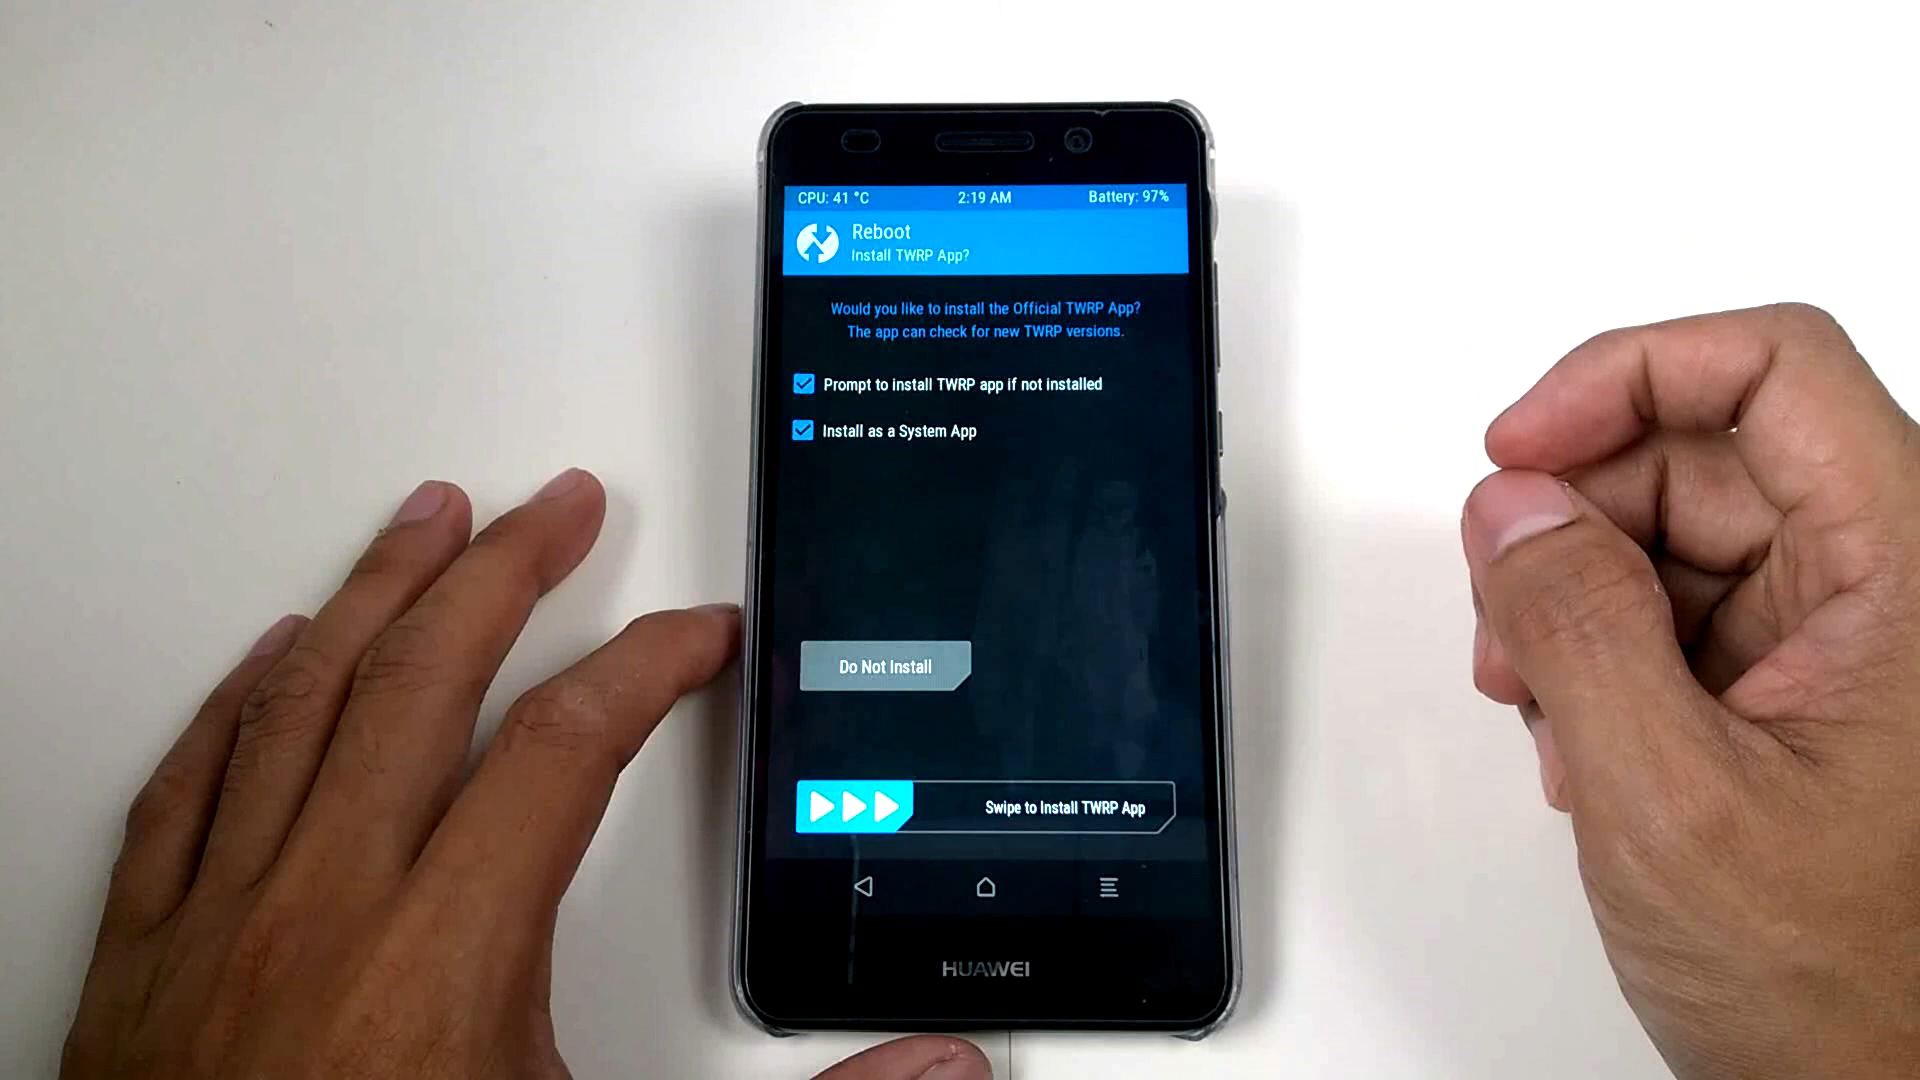 CPU: 41 °C 2:19 AM Battery: 97%
Reboot
Install TWRP App?
Would you like to install the Official TWRP App?
The app can check for new TWRP versions.
Prompt to install TWRP app if not installed
Install as a System App
Do Not Install
Swipe to Install TWRP App
HUAWEI